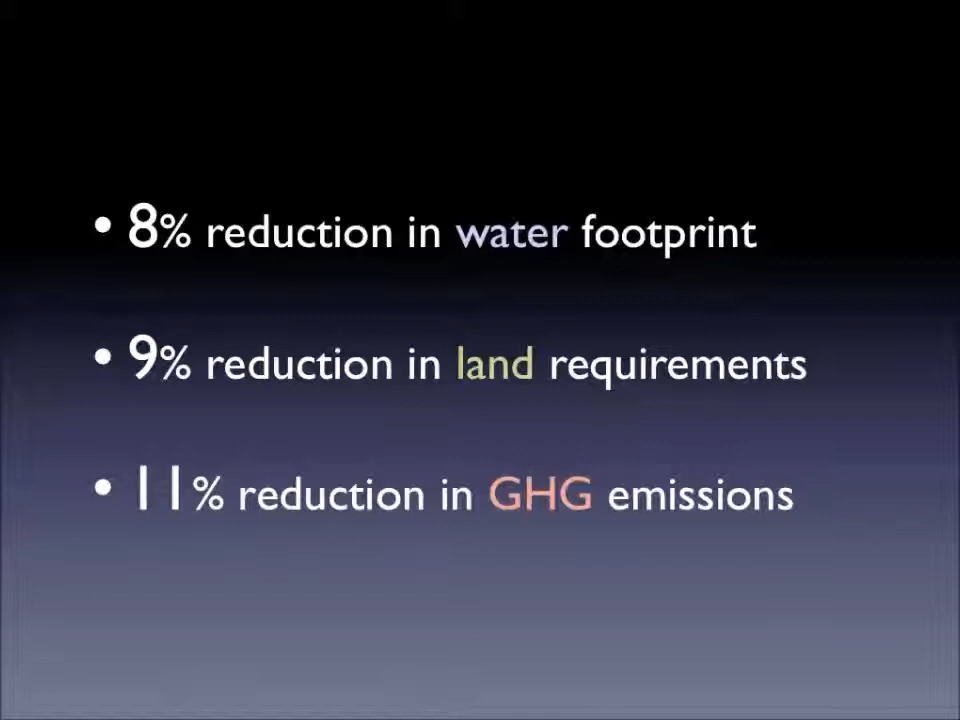 • 8% reduction in water footprint
• 9% reduction in land requirements
• 11% reduction in GHG emissions